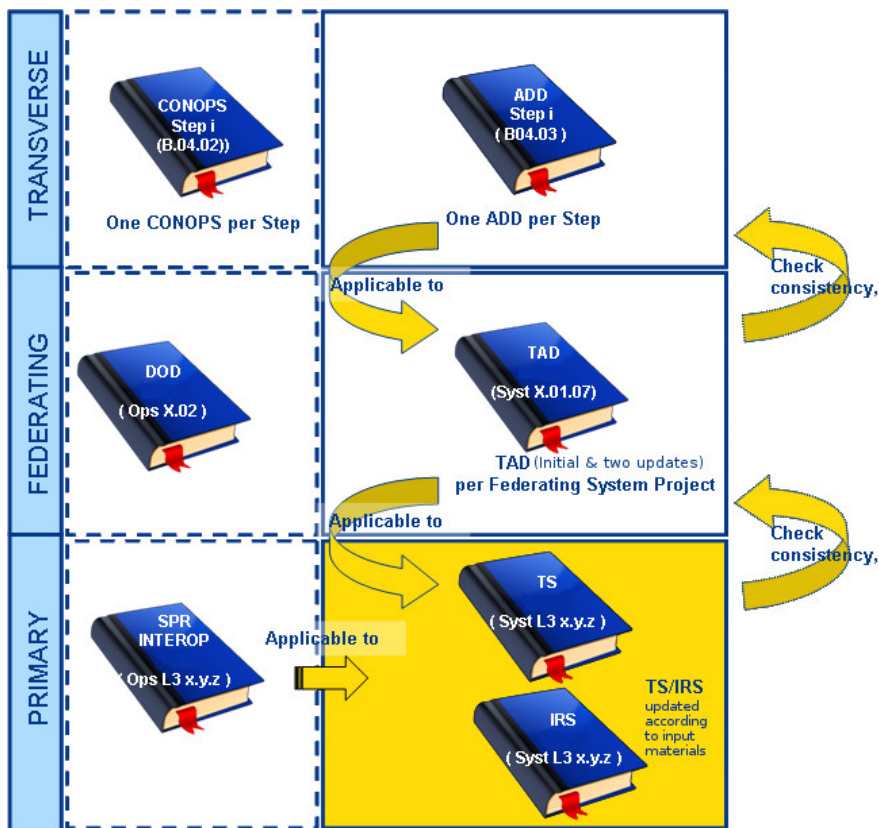 TRANSVERSE
CONOPS
Step i
(B.04.02))
One CONOPS per Step
ADD
Step i
( B04.03 )
One ADD per Step
Applicable to
Check
consistency,
FEDERATING
DOD
( Ops X.02 )
TAD
(Syst X.01.07)
TAD (Initial & two updates)
per Federating System Project
Applicable to
Check
consistency,
PRIMARY
SPR
INTEROP
( Ops L3 x.y.z )
Applicable to
TS
( Syst L3 x.y.z )
IRS
( Syst L3 x.y.z )
TS/IRS
updated
according
to input
materials